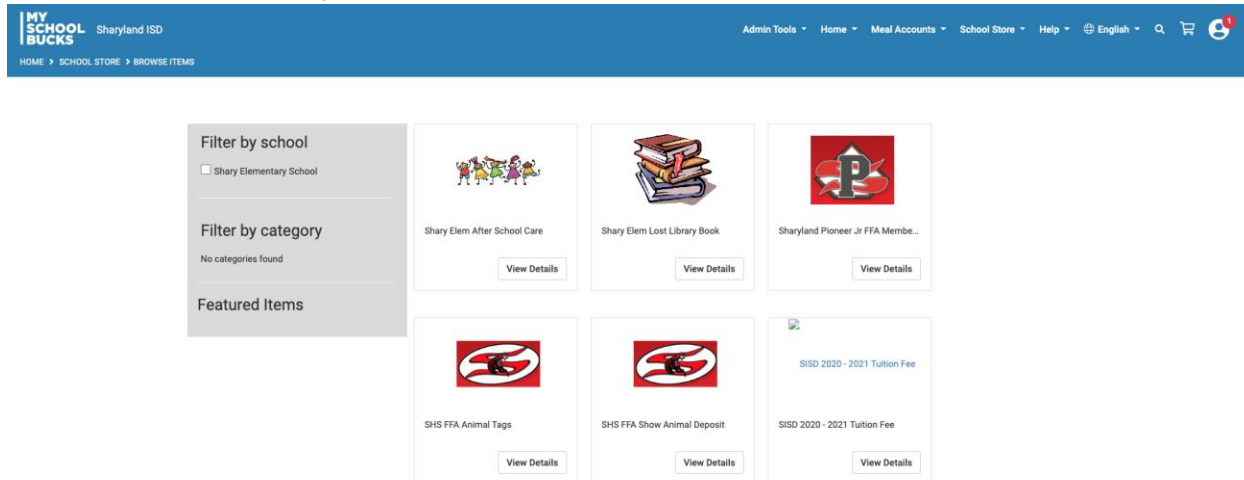 MY
SCHOOL
BUCKS
Sharyland ISD
Admin Tools Home Meal Accounts School Store Help English
1
HOME > SCHOOL STORE > BROWSE ITEMS
Filter by school
Shary Elementary School
Filter by category
No categories found
Featured Items
Shary Elem After School Care
View Details
Shary Elem Lost Library Book
View Details
P
Sharyland Pioneer Jr FFA Membe...
View Details
S
SHS FFA Animal Tags
View Details
S
SHS FFA Show Animal Deposit
View Details
SISD 2020 - 2021 Tuition Fee
SISD 2020 - 2021 Tuition Fee
View Details